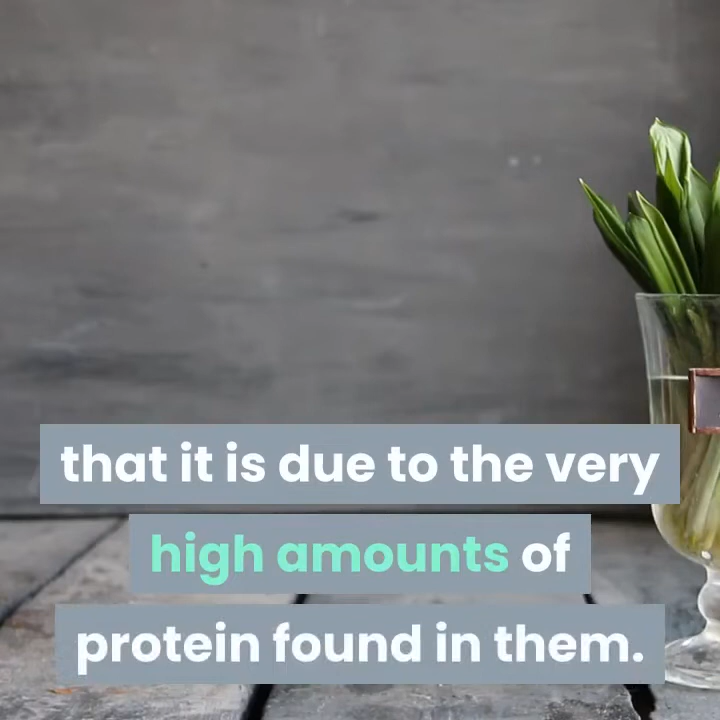 that it is due to the very
high amounts of
protein found in them.